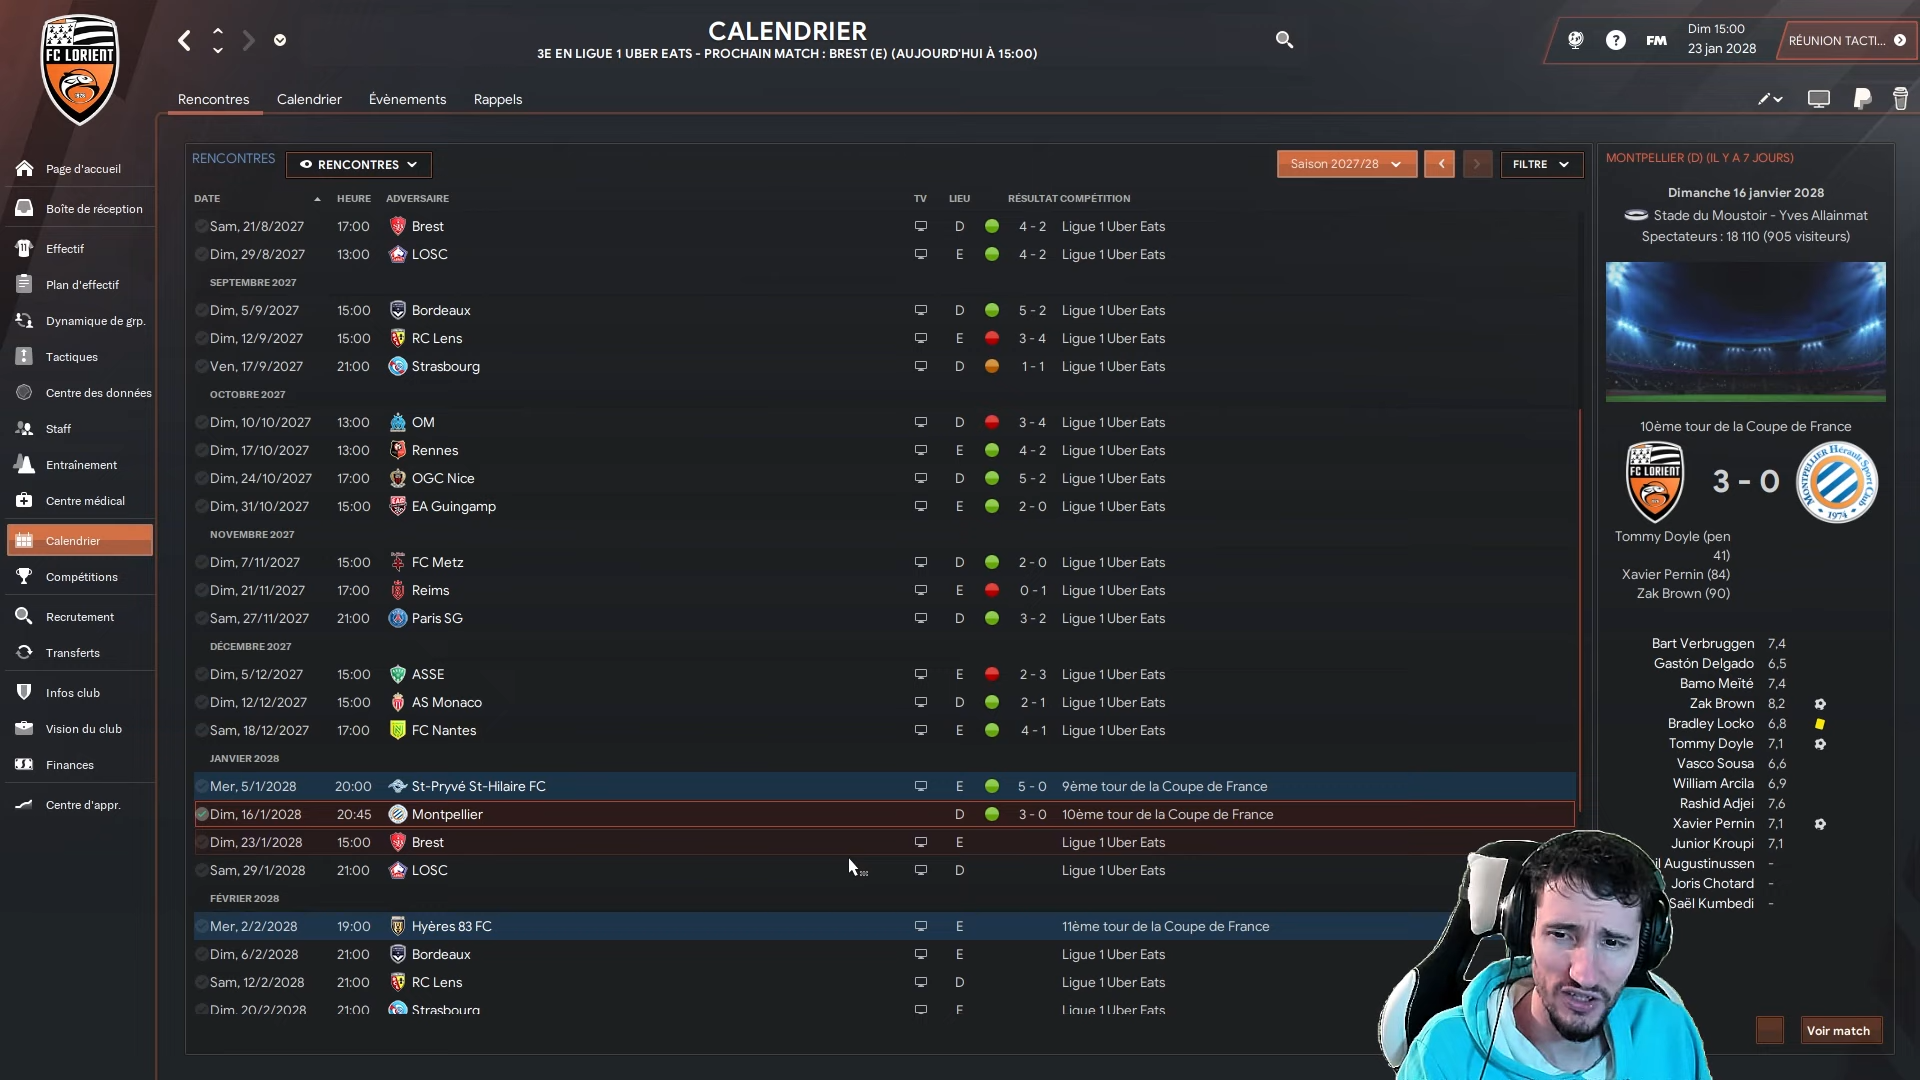 FC LORIENT
CALENDRIER
3E EN LIGUE 1 UBER EATS - PROCHAIN MATCH : BREST (E) (AUJOURD'HUI À 15:00)
FM
Dim 15:00
23 jan 2028
RÉUNION TACTI...
Rencontres Calendrier Évènements Rappels
Page d'accueil
Boîte de réception
Effectif
Plan d'effectif
Dynamique de grp.
Tactiques
Centre des données
Staff
Entraînement
Centre médical
Calendrier
Compétitions
Recrutement
Transferts
Infos club
Vision du club
Finances
Centre d'appr.
RENCONTRES RENCONTRES Saison 2027/28 FILTRE
DATE HEURE ADVERSAIRE TV LIEU RÉSULTAT COMPÉTITION
Sam, 21/8/2027 17:00 Brest D 4 - 2 Ligue 1 Uber Eats
Dim, 29/8/2027 13:00 LOSC E 4 - 2 Ligue 1 Uber Eats
SEPTEMBRE 2027
Dim, 5/9/2027 15:00 Bordeaux D 5 - 2 Ligue 1 Uber Eats
Dim, 12/9/2027 15:00 RC Lens E 3 - 4 Ligue 1 Uber Eats
Ven, 17/9/2027 21:00 Strasbourg D 1 - 1 Ligue 1 Uber Eats
OCTOBRE 2027
Dim, 10/10/2027 13:00 OM D 3 - 4 Ligue 1 Uber Eats
Dim, 17/10/2027 13:00 Rennes E 4 - 2 Ligue 1 Uber Eats
Dim, 24/10/2027 17:00 OGC Nice D 5 - 2 Ligue 1 Uber Eats
Dim, 31/10/2027 15:00 EA Guingamp E 2 - 0 Ligue 1 Uber Eats
NOVEMBRE 2027
Dim, 7/11/2027 15:00 FC Metz D 2 - 0 Ligue 1 Uber Eats
Dim, 21/11/2027 17:00 Reims E 0 - 1 Ligue 1 Uber Eats
Sam, 27/11/2027 21:00 Paris SG D 3 - 2 Ligue 1 Uber Eats
DÉCEMBRE 2027
Dim, 5/12/2027 15:00 ASSE E 2 - 3 Ligue 1 Uber Eats
Dim, 12/12/2027 15:00 AS Monaco D 2 - 1 Ligue 1 Uber Eats
Sam, 18/12/2027 17:00 FC Nantes E 4 - 1 Ligue 1 Uber Eats
JANVIER 2028
Mer, 5/1/2028 20:00 St-Pryvé St-Hilaire FC E 5 - 0 9ème tour de la Coupe de France
Dim, 16/1/2028 20:45 Montpellier D 3 - 0 10ème tour de la Coupe de France
Dim, 23/1/2028 15:00 Brest E Ligue 1 Uber Eats
Sam, 29/1/2028 21:00 LOSC D Ligue 1 Uber Eats
FÉVRIER 2028
Mer, 2/2/2028 19:00 Hyères 83 FC E 11ème tour de la Coupe de France
Dim, 6/2/2028 21:00 Bordeaux E Ligue 1 Uber Eats
Sam, 12/2/2028 21:00 RC Lens D Ligue 1 Uber Eats
Dim, 20/2/2028 21:00 Strasbourg E Ligue 1 Uber Eats
MONTPELLIER (D) (IL Y A 7 JOURS)
Dimanche 16 janvier 2028
Stade du Moustoir - Yves Allainmat
Spectateurs : 18 110 (905 visiteurs)
10ème tour de la Coupe de France
FC LORIENT 3 - 0 MONTPELLIER Hérault Sport Club 1974
Tommy Doyle (pen
41)
Xavier Pernin (84)
Zak Brown (90)
Bart Verbruggen 7,4
Gastón Delgado 6,5
Bamo Meïté 7,4
Zak Brown 8,2
Bradley Locko 6,8
Tommy Doyle 7,1
Vasco Sousa 6,6
William Arcila 6,9
Rashid Adjei 7,6
Xavier Pernin 7,1
Junior Kroupi 7,1
il Augustinussen -
Joris Chotard -
Saël Kumbedi -
Voir match